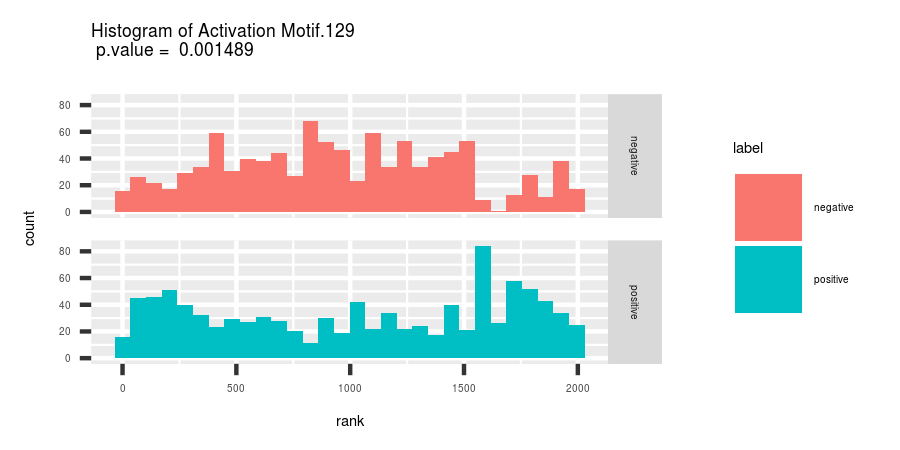 Histogram of Activation Motif.129
p.value = 0.001489
80
60
40
20
0
negative
80
60
40
20
0
positive
0 500 1000 1500 2000
rank
count
label
negative
positive